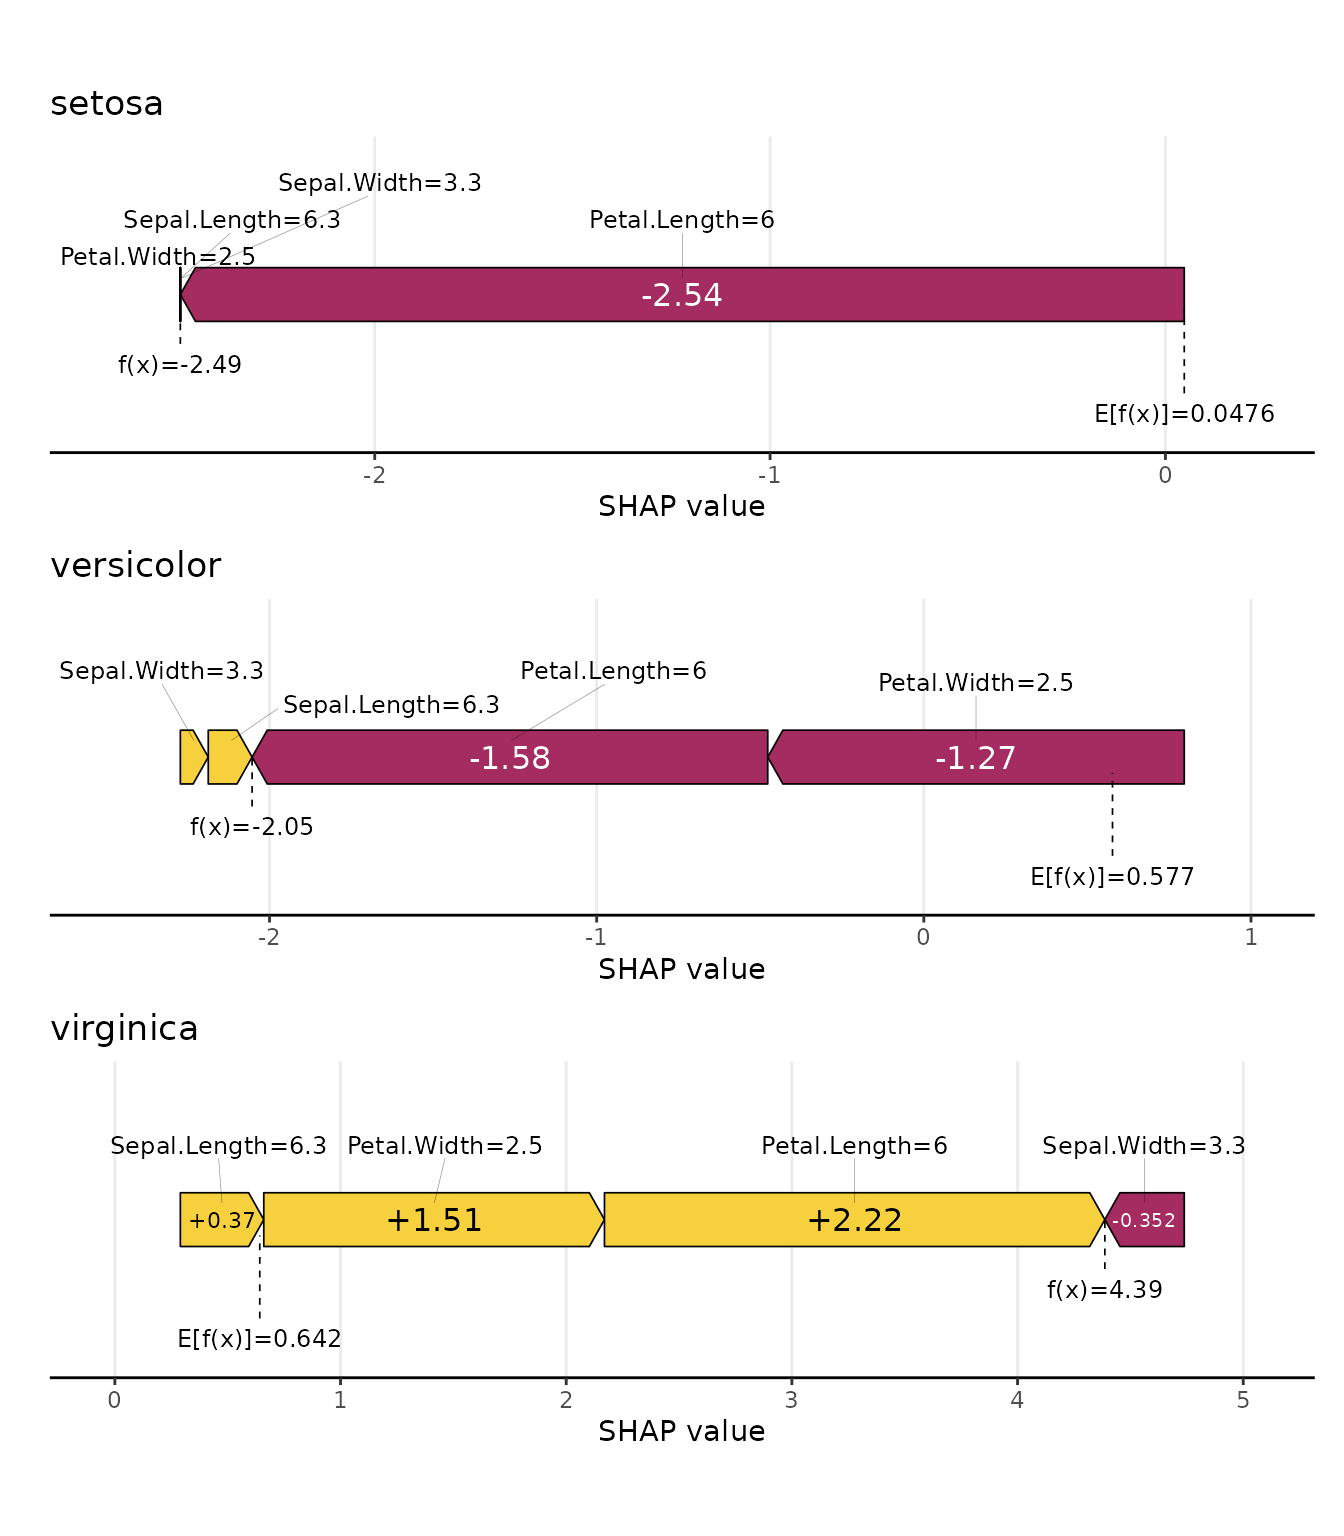 setosa
Sepal.Width=3.3
Sepal.Length=6.3
Petal.Length=6
Petal.Width=2.5
-2.54
f(x)=-2.49
E[f(x)]=0.0476
-2 -1 0
SHAP value
versicolor
Sepal.Width=3.3 Petal.Length=6
Petal.Width=2.5
Sepal.Length=6.3
-1.58 -1.27
f(x)=-2.05
E[f(x)]=0.577
-2 -1 0 1
SHAP value
virginica
Sepal.Length=6.3 Petal.Width=2.5 Petal.Length=6 Sepal.Width=3.3
+0.37 +1.51 +2.22 -0.352
f(x)=4.39
E[f(x)]=0.642
0 1 2 3 4 5
SHAP value